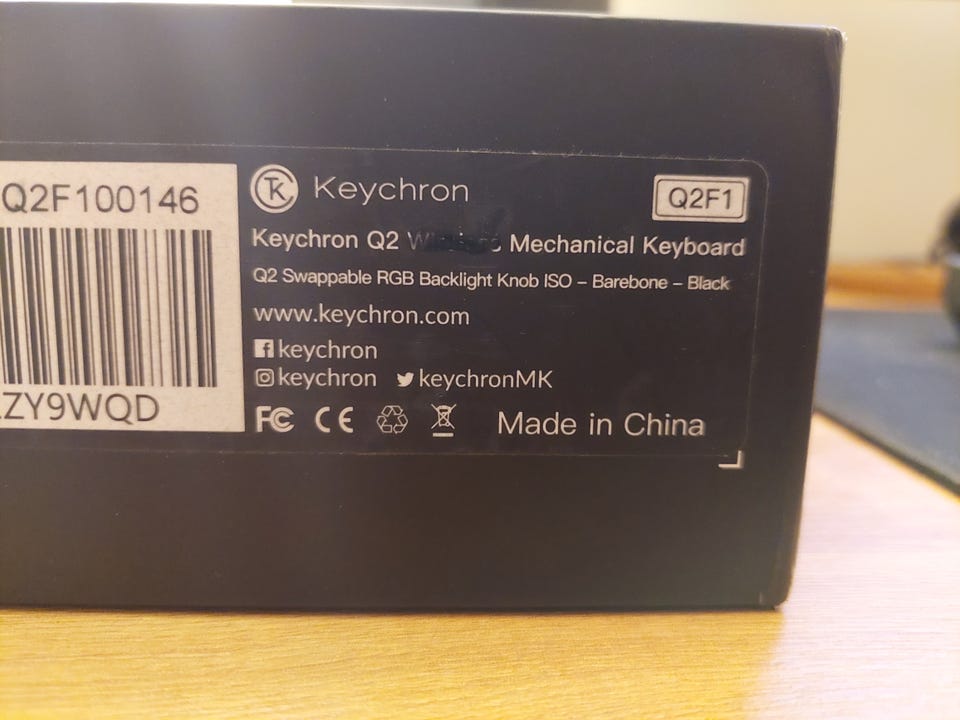 Q2F100146
ZY9WQD
TK Keychron
Q2F1
Keychron Q2 Mechanical Keyboard
Q2 Swappable RGB Backlight Knob ISO – Barebone – Black
www.keychron.com
keychron
keychron keychronMK
FC CE Made in China